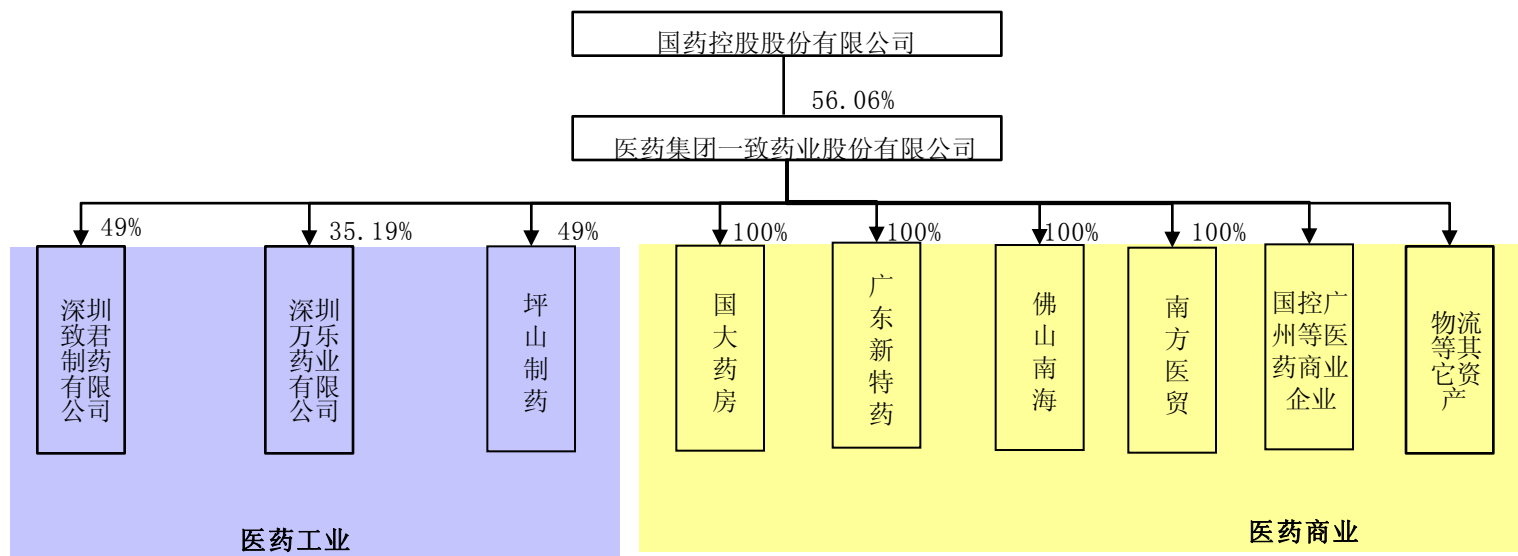 国药控股股份有限公司
56.06%
医药集团一致药业股份有限公司
49%
35.19%
49%
100%
100%
100%
100%
深圳
致君
制药
有限
公司
深圳
万乐
药业
有限
公司
坪
山
制
药
国
大
药
房
广
东
新
特
药
佛
山
南
海
南
方
医
贸
国控广
州等医
药商业
企业
物流
等其
它资
产
医药工业
医药商业